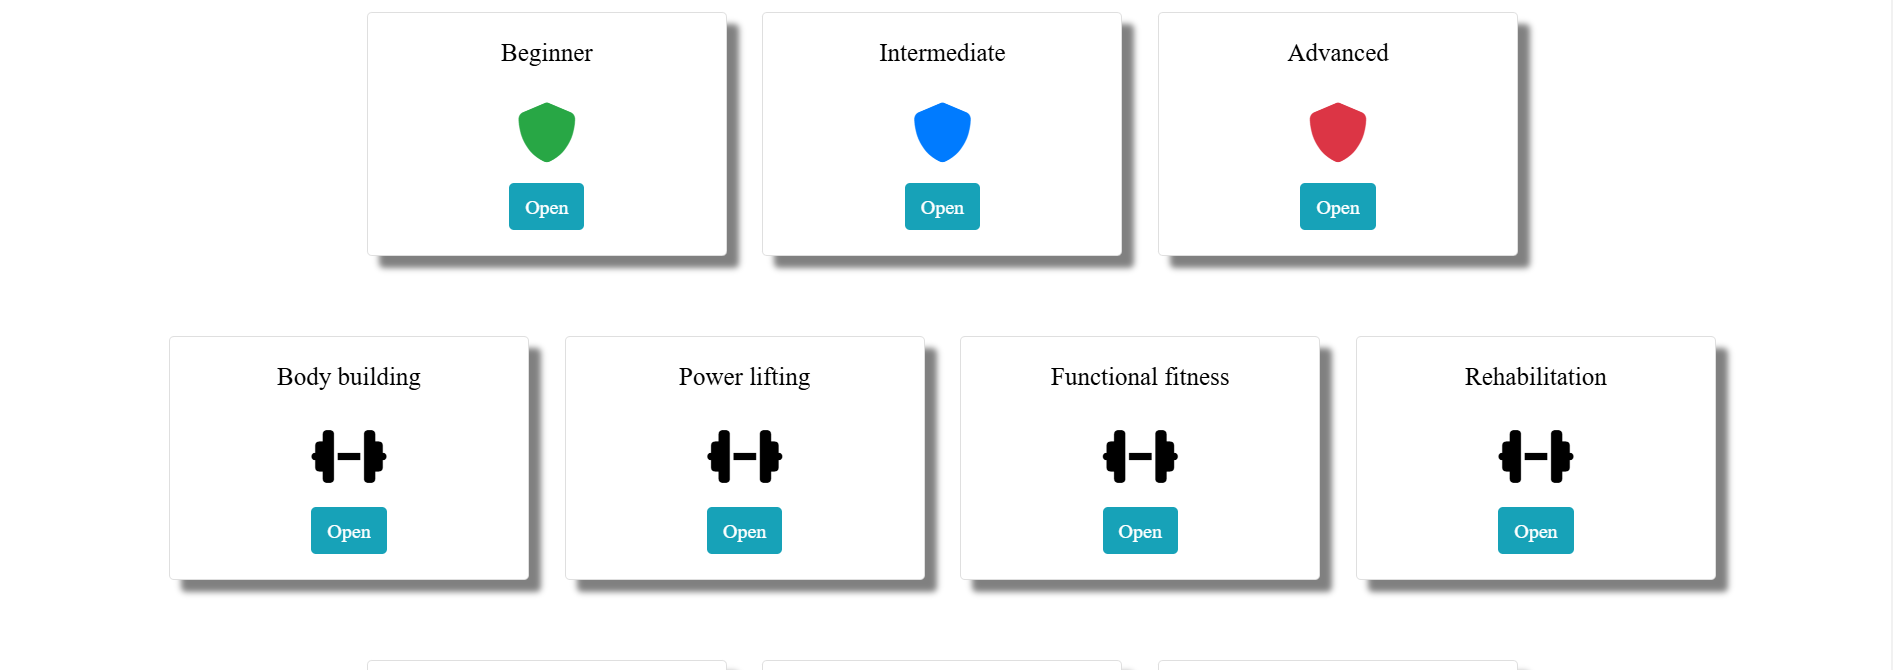 Beginner
Intermediate
Advanced
Open
Open
Open
Body building
Power lifting
Functional fitness
Rehabilitation
Open
Open
Open
Open